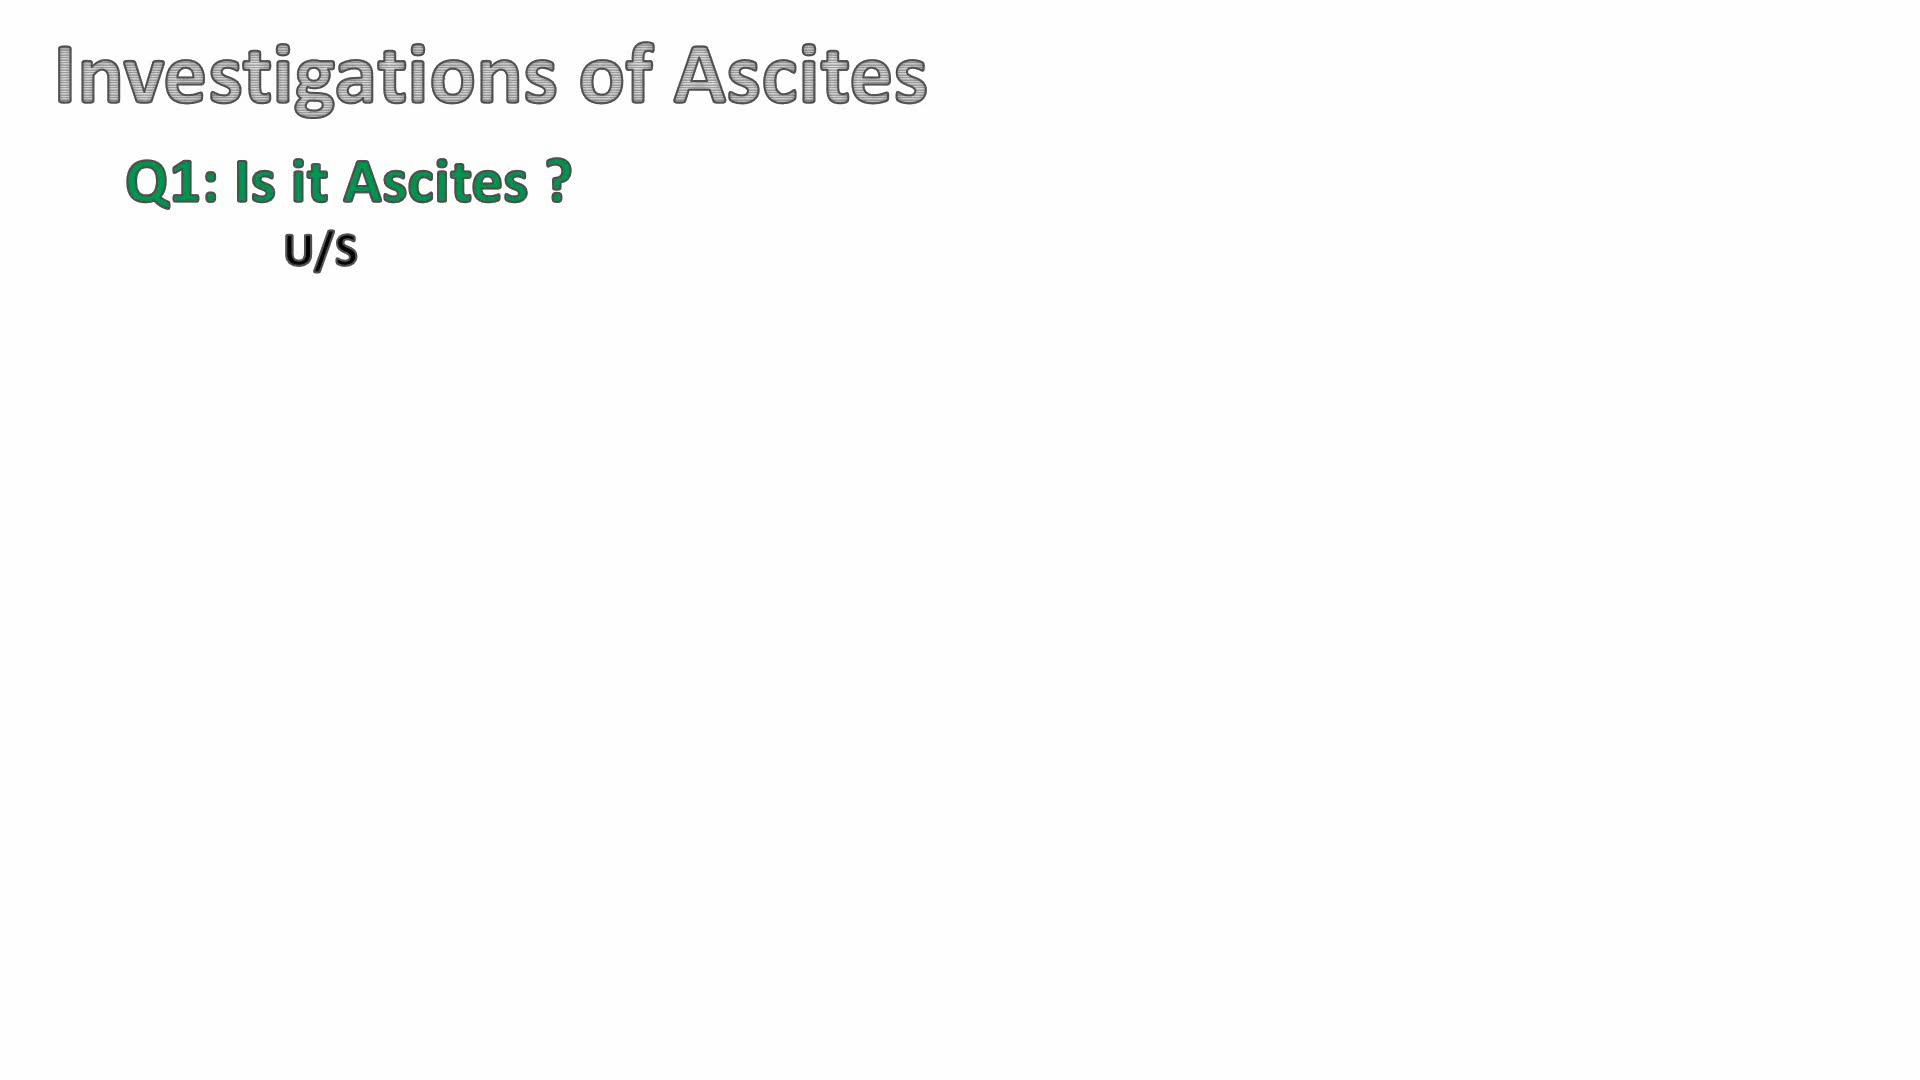 Investigations of Ascites
Q1: Is it Ascites ?
U/S